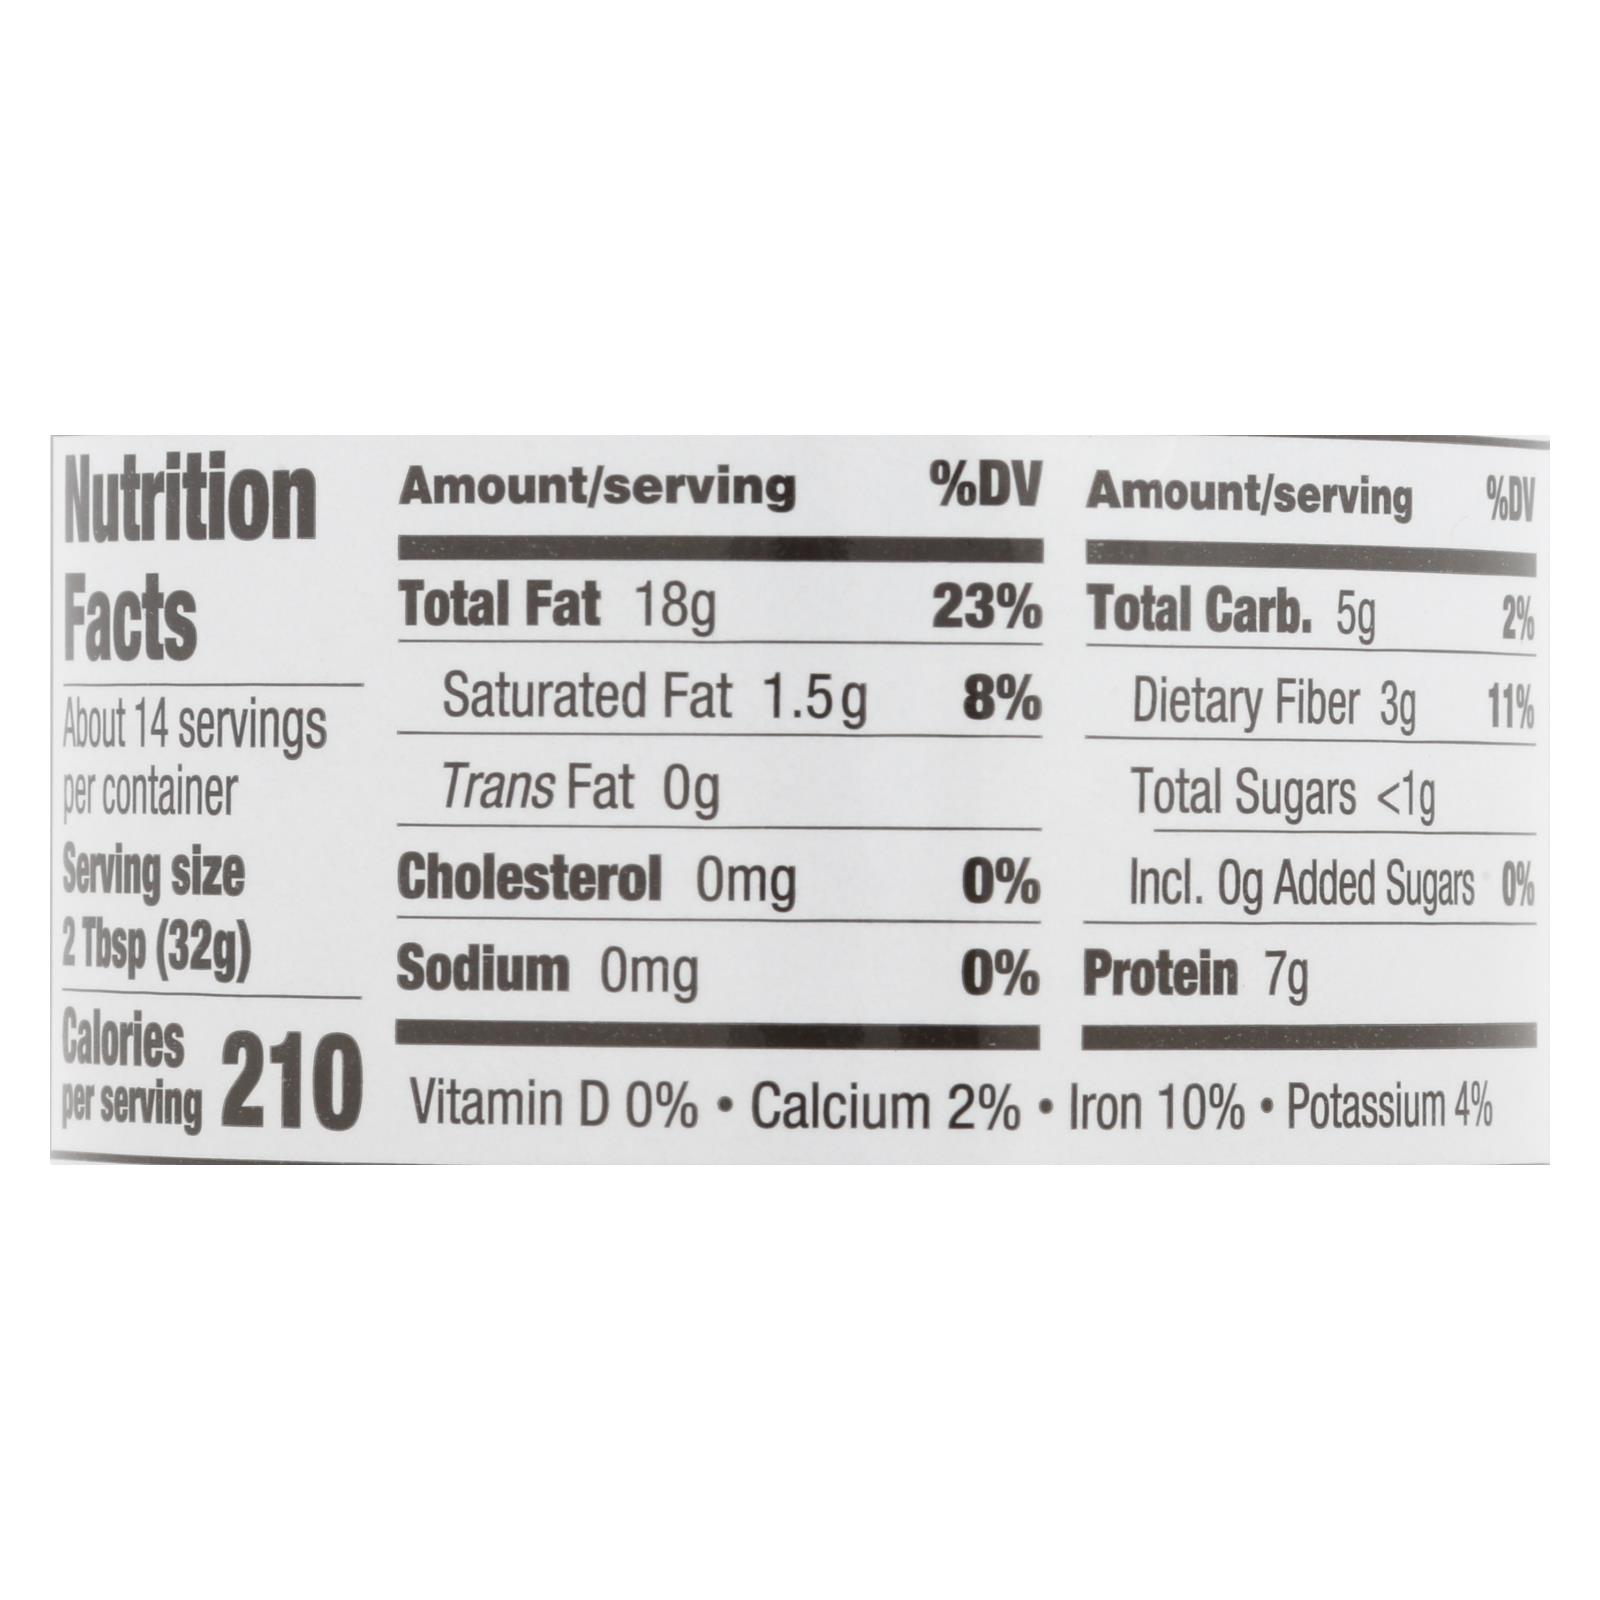 Nutrition
Facts
About 14 servings
per container
Serving size
2 Tbsp (32g)
Calories
per serving 210
Amount/serving %DV
Total Fat 18g 23%
Saturated Fat 1.5g 8%
Trans Fat 0g
Cholesterol 0mg 0%
Sodium 0mg 0%
Amount/serving %DV
Total Carb. 5g 2%
Dietary Fiber 3g 11%
Total Sugars <1g
Incl. 0g Added Sugars 0%
Protein 7g
Vitamin D 0% • Calcium 2% • Iron 10% • Potassium 4%